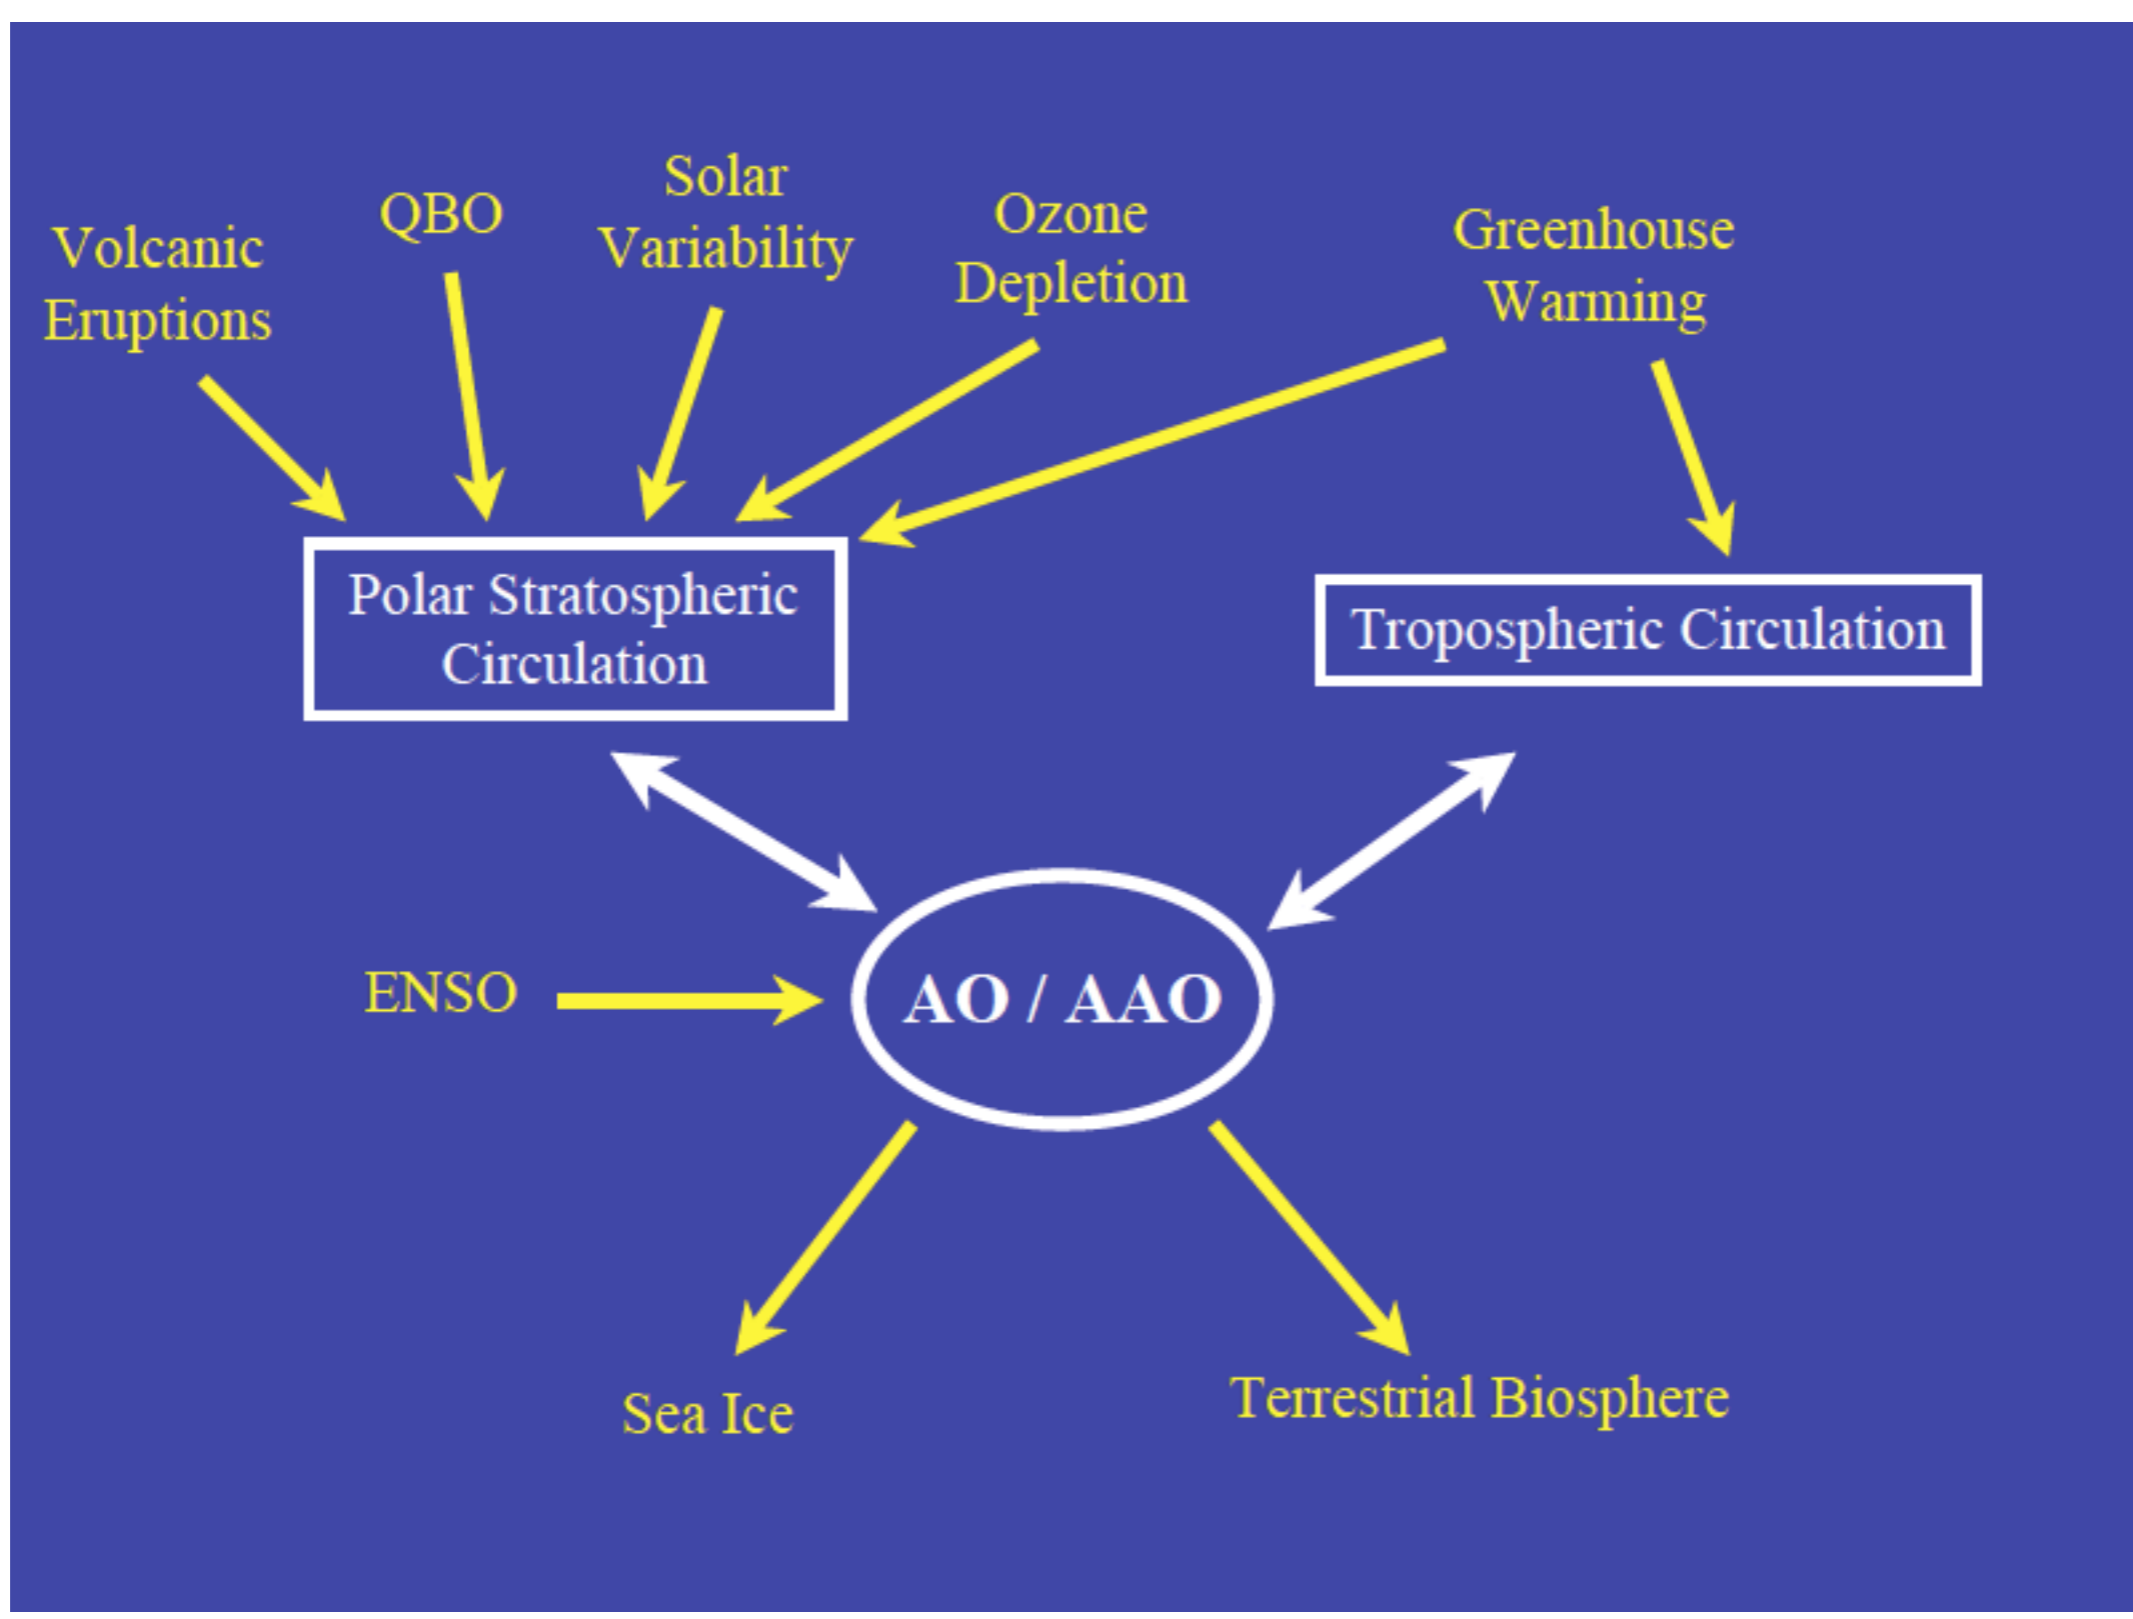 Volcanic
Eruptions
QBO
Solar
Variability
Ozone
Depletion
Greenhouse
Warming
Polar Stratospheric
Circulation
Tropospheric Circulation
ENSO
AO / AAO
Sea Ice
Terrestrial Biosphere